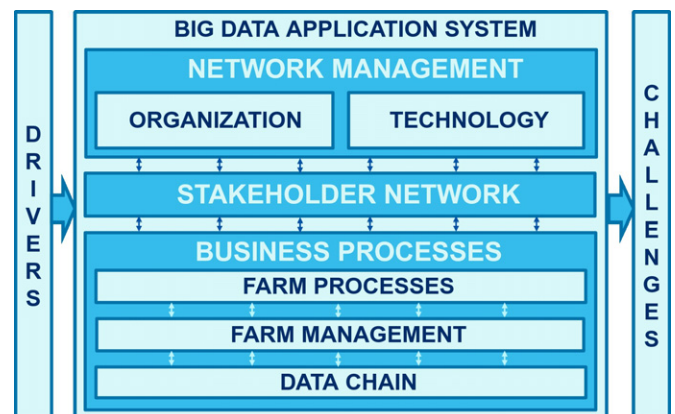 DRIVERS
BIG DATA APPLICATION SYSTEM
NETWORK MANAGEMENT
ORGANIZATION
TECHNOLOGY
STAKEHOLDER NETWORK
BUSINESS PROCESSES
FARM PROCESSES
FARM MANAGEMENT
DATA CHAIN
CHALLENGES